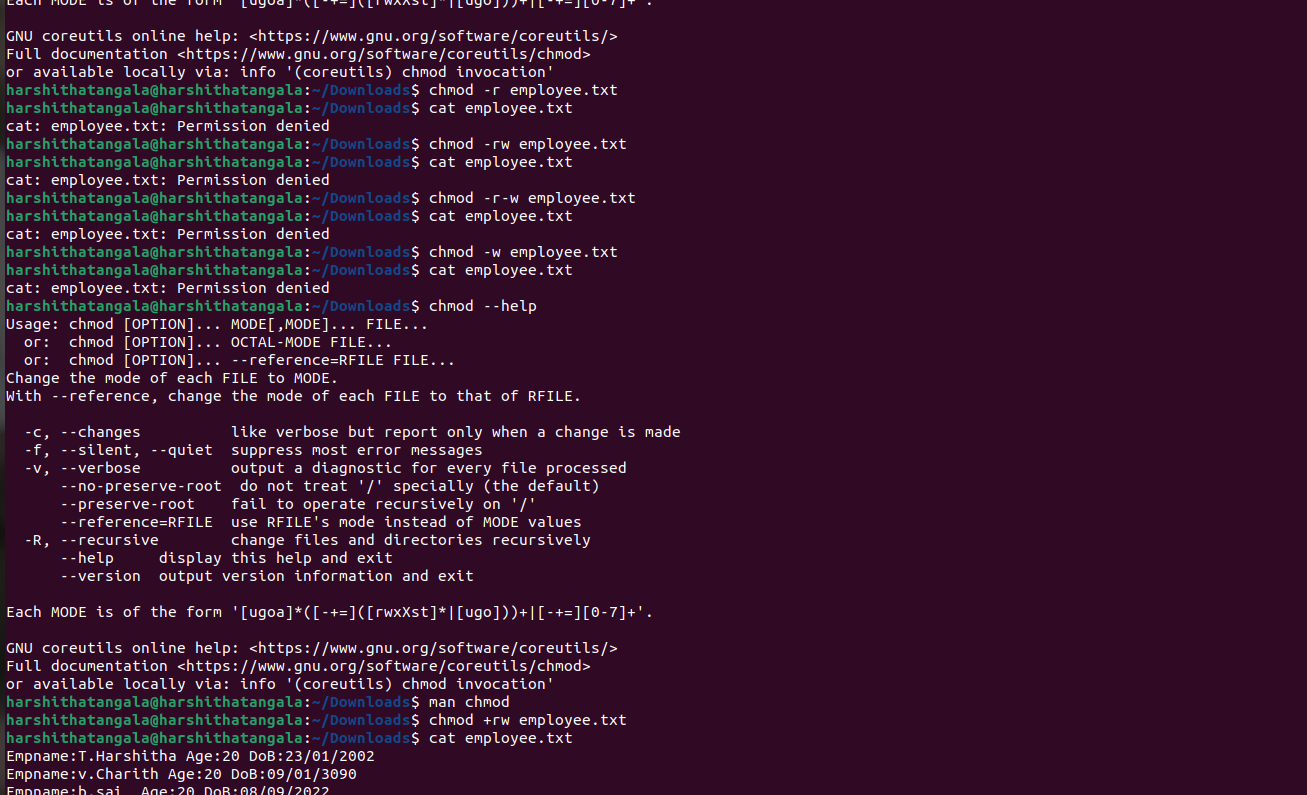 Each MODE is of the form '[ugoa]*([-+=]([rwxXst]*|[ugo]))+|[-+=][0-7]+'.
GNU coreutils online help: <https://www.gnu.org/software/coreutils/>
Full documentation <https://www.gnu.org/software/coreutils/chmod>
or available locally via: info '(coreutils) chmod invocation'
harshithatangala@harshithatangala:~/Downloads$ chmod -r employee.txt
harshithatangala@harshithatangala:~/Downloads$ cat employee.txt
cat: employee.txt: Permission denied
harshithatangala@harshithatangala:~/Downloads$ chmod -rw employee.txt
harshithatangala@harshithatangala:~/Downloads$ cat employee.txt
cat: employee.txt: Permission denied
harshithatangala@harshithatangala:~/Downloads$ chmod -r-w employee.txt
harshithatangala@harshithatangala:~/Downloads$ cat employee.txt
cat: employee.txt: Permission denied
harshithatangala@harshithatangala:~/Downloads$ chmod -w employee.txt
harshithatangala@harshithatangala:~/Downloads$ cat employee.txt
cat: employee.txt: Permission denied
harshithatangala@harshithatangala:~/Downloads$ chmod --help
Usage: chmod [OPTION]... MODE[,MODE]... FILE...
  or:  chmod [OPTION]... OCTAL-MODE FILE...
  or:  chmod [OPTION]... --reference=RFILE FILE...
Change the mode of each FILE to MODE.
With --reference, change the mode of each FILE to that of RFILE.
  -c, --changes          like verbose but report only when a change is made
  -f, --silent, --quiet  suppress most error messages
  -v, --verbose          output a diagnostic for every file processed
      --no-preserve-root  do not treat '/' specially (the default)
      --preserve-root    fail to operate recursively on '/'
      --reference=RFILE  use RFILE's mode instead of MODE values
  -R, --recursive        change files and directories recursively
      --help     display this help and exit
      --version  output version information and exit
Each MODE is of the form '[ugoa]*([-+=]([rwxXst]*|[ugo]))+|[-+=][0-7]+'.
GNU coreutils online help: <https://www.gnu.org/software/coreutils/>
Full documentation <https://www.gnu.org/software/coreutils/chmod>
or available locally via: info '(coreutils) chmod invocation'
harshithatangala@harshithatangala:~/Downloads$ man chmod
harshithatangala@harshithatangala:~/Downloads$ chmod +rw employee.txt
harshithatangala@harshithatangala:~/Downloads$ cat employee.txt
Empname:T.Harshitha Age:20 DoB:23/01/2002
Empname:v.Charith Age:20 DoB:09/01/3090
Empname:b.sai  Age:20 DoB:08/09/2022